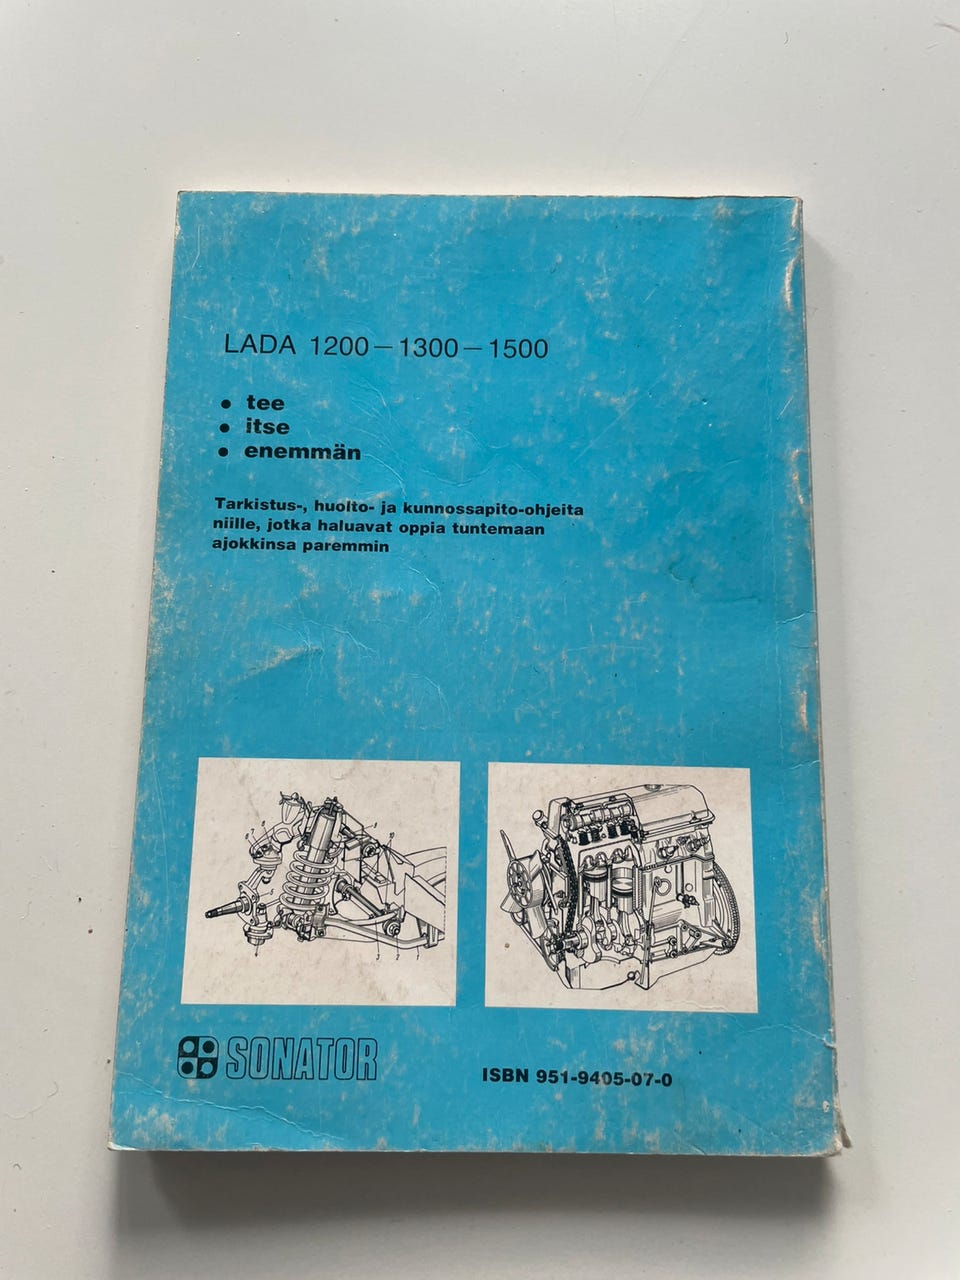 LADA 1200–1300–1500
• tee
• itse
• enemmän
Tarkistus-, huolto- ja kunnossapito-ohjeita
niille, jotka haluavat oppia tuntemaan
ajokkinsa paremmin
SONATOR
ISBN 951-9405-07-0